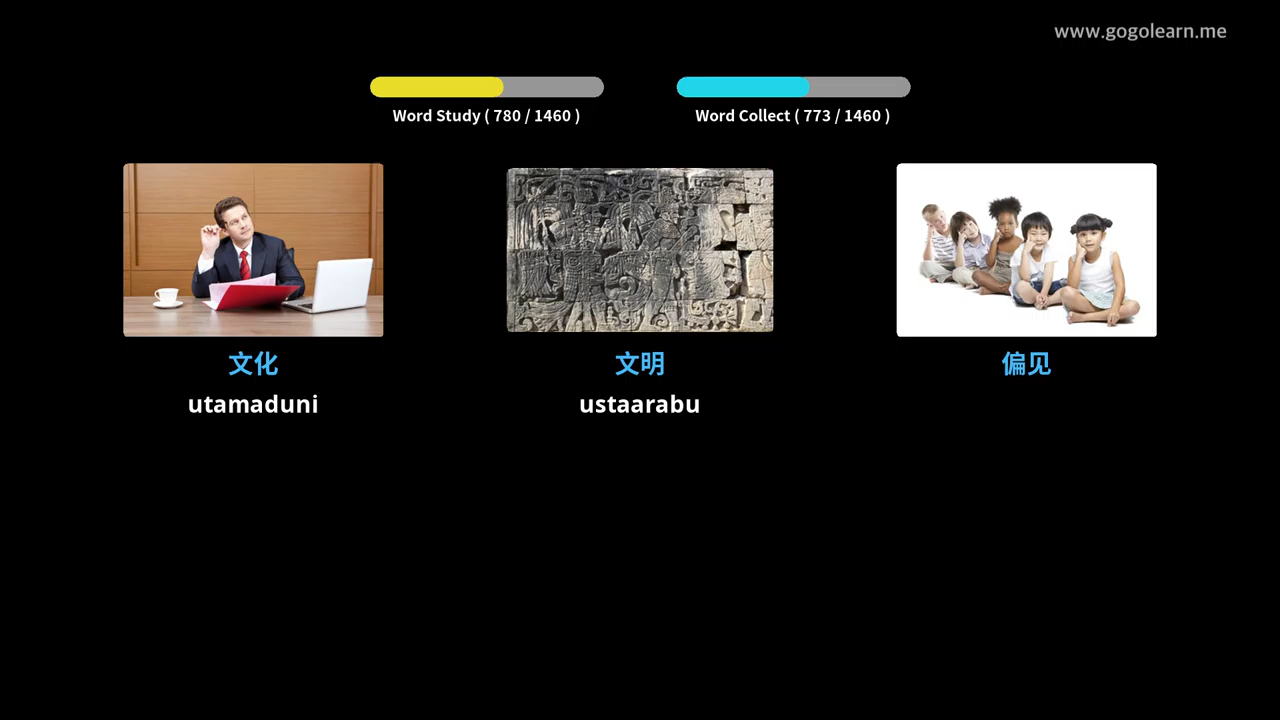 www.gogolearn.me
Word Study ( 780 / 1460 )
Word Collect ( 773 / 1460 )
文化
文明
偏见
utamaduni
ustaarabu